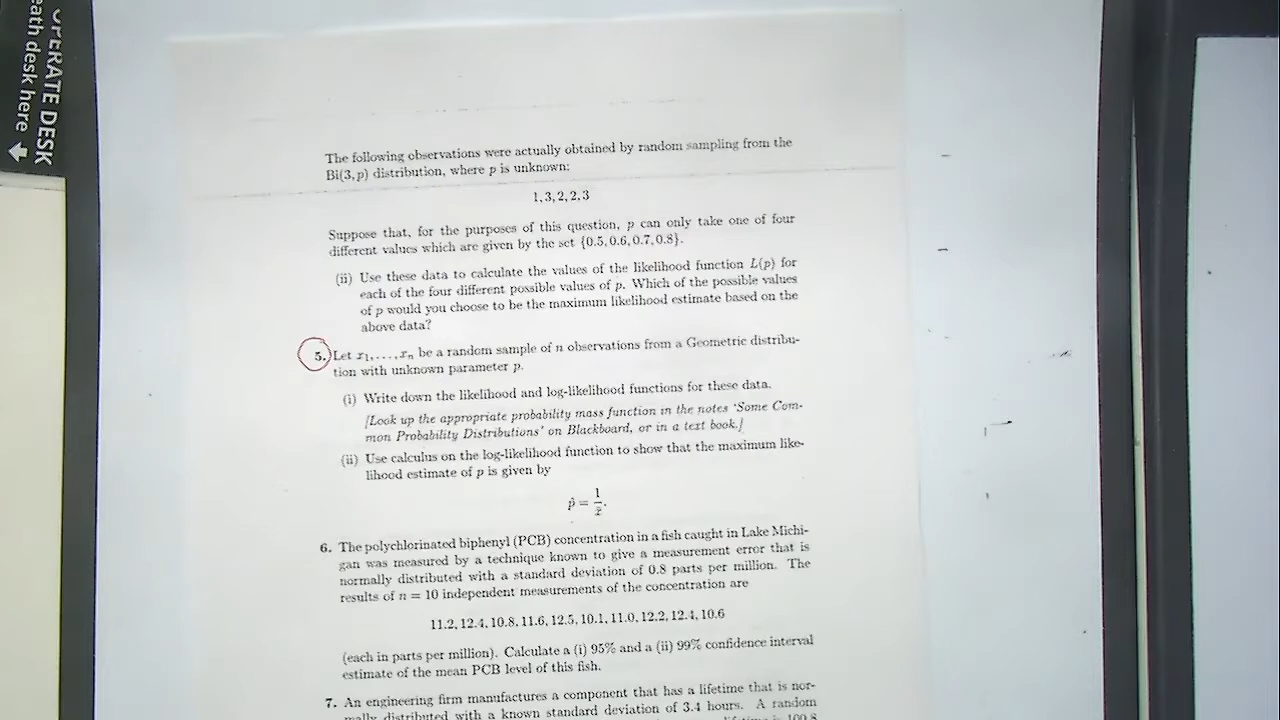 OPERATE DESK
eath desk here
The following observations were actually obtained by random sampling from the
Bi(3, p) distribution, where p is unknown:
1, 3, 2, 2, 3
Suppose that, for the purposes of this question, p can only take one of four
different values which are given by the set {0.5, 0.6, 0.7, 0.8}.
(ii) Use these data to calculate the values of the likelihood function L(p) for
each of the four different possible values of p. Which of the possible values
of p would you choose to be the maximum likelihood estimate based on the
above data?
5. Let x₁, . . . , xₙ be a random sample of n observations from a Geometric distribu-
tion with unknown parameter p.
(i) Write down the likelihood and log-likelihood functions for these data.
[Look up the appropriate probability mass function in the notes 'Some Com-
mon Probability Distributions' on Blackboard, or in a text book.]
(ii) Use calculus on the log-likelihood function to show that the maximum like-
lihood estimate of p is given by
p̂ = 1/x̄.
6. The polychlorinated biphenyl (PCB) concentration in a fish caught in Lake Michi-
gan was measured by a technique known to give a measurement error that is
normally distributed with a standard deviation of 0.8 parts per million. The
results of n = 10 independent measurements of the concentration are
11.2, 12.4, 10.8, 11.6, 12.5, 10.1, 11.0, 12.2, 12.4, 10.6
(each in parts per million). Calculate a (i) 95% and a (ii) 99% confidence interval
estimate of the mean PCB level of this fish.
7. An engineering firm manufactures a component that has a lifetime that is nor-
mally distributed with a known standard deviation of 3.4 hours. A random